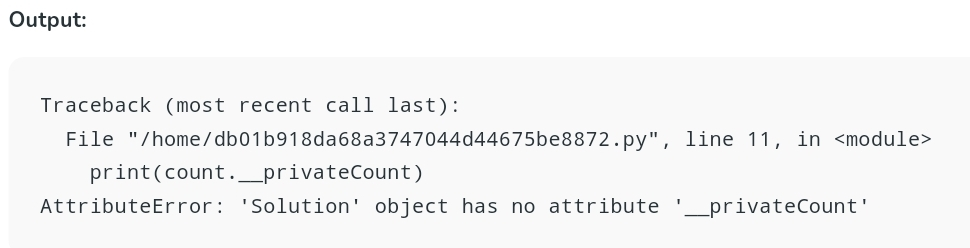 Output:
Traceback (most recent call last):
  File "/home/db01b918da68a3747044d44675be8872.py", line 11, in <module>
    print(count.__privateCount)
AttributeError: 'Solution' object has no attribute '__privateCount'